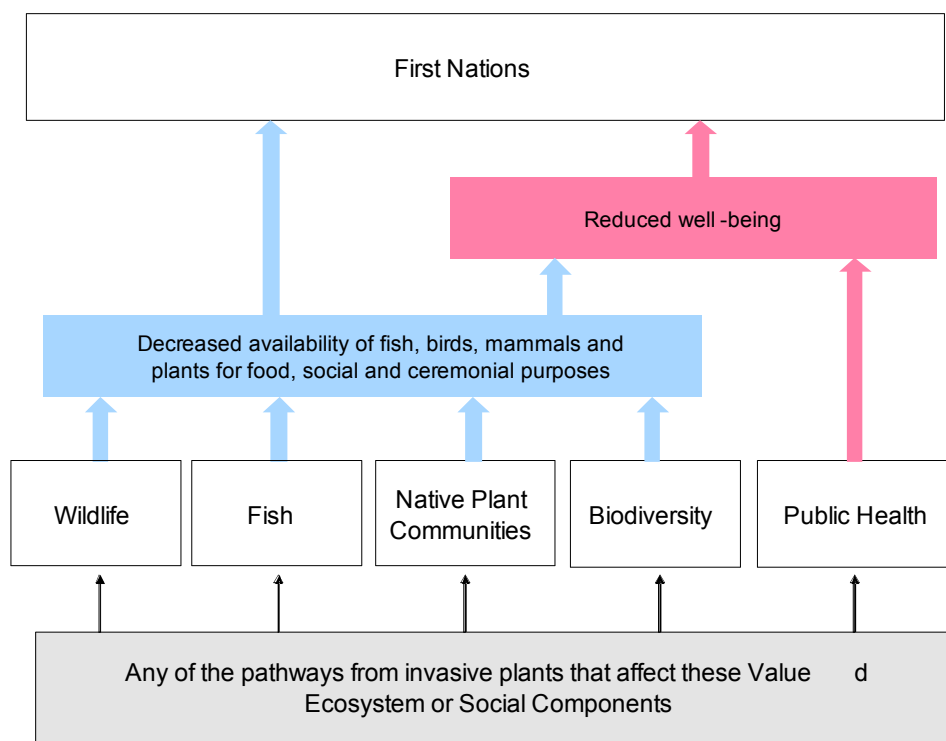 First Nations
Reduced well -being
Decreased availability of fish, birds, mammals and
plants for food, social and ceremonial purposes
Wildlife
Fish
Native Plant
Communities
Biodiversity
Public Health
Any of the pathways from invasive plants that affect these Value d
Ecosystem or Social Components